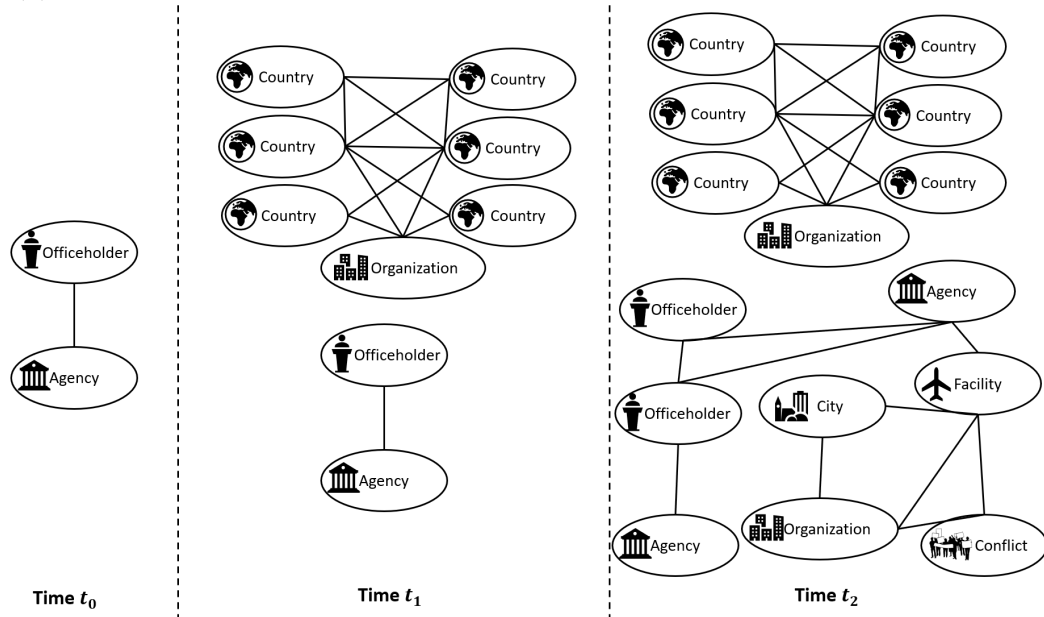 Officeholder
Agency
Time t0
Country
Country
Country
Country
Country
Country
Organization
Officeholder
Agency
Time t1
Country
Country
Country
Country
Country
Country
Organization
Agency
Officeholder
Facility
City
Officeholder
Organization
Agency
Conflict
Time t2